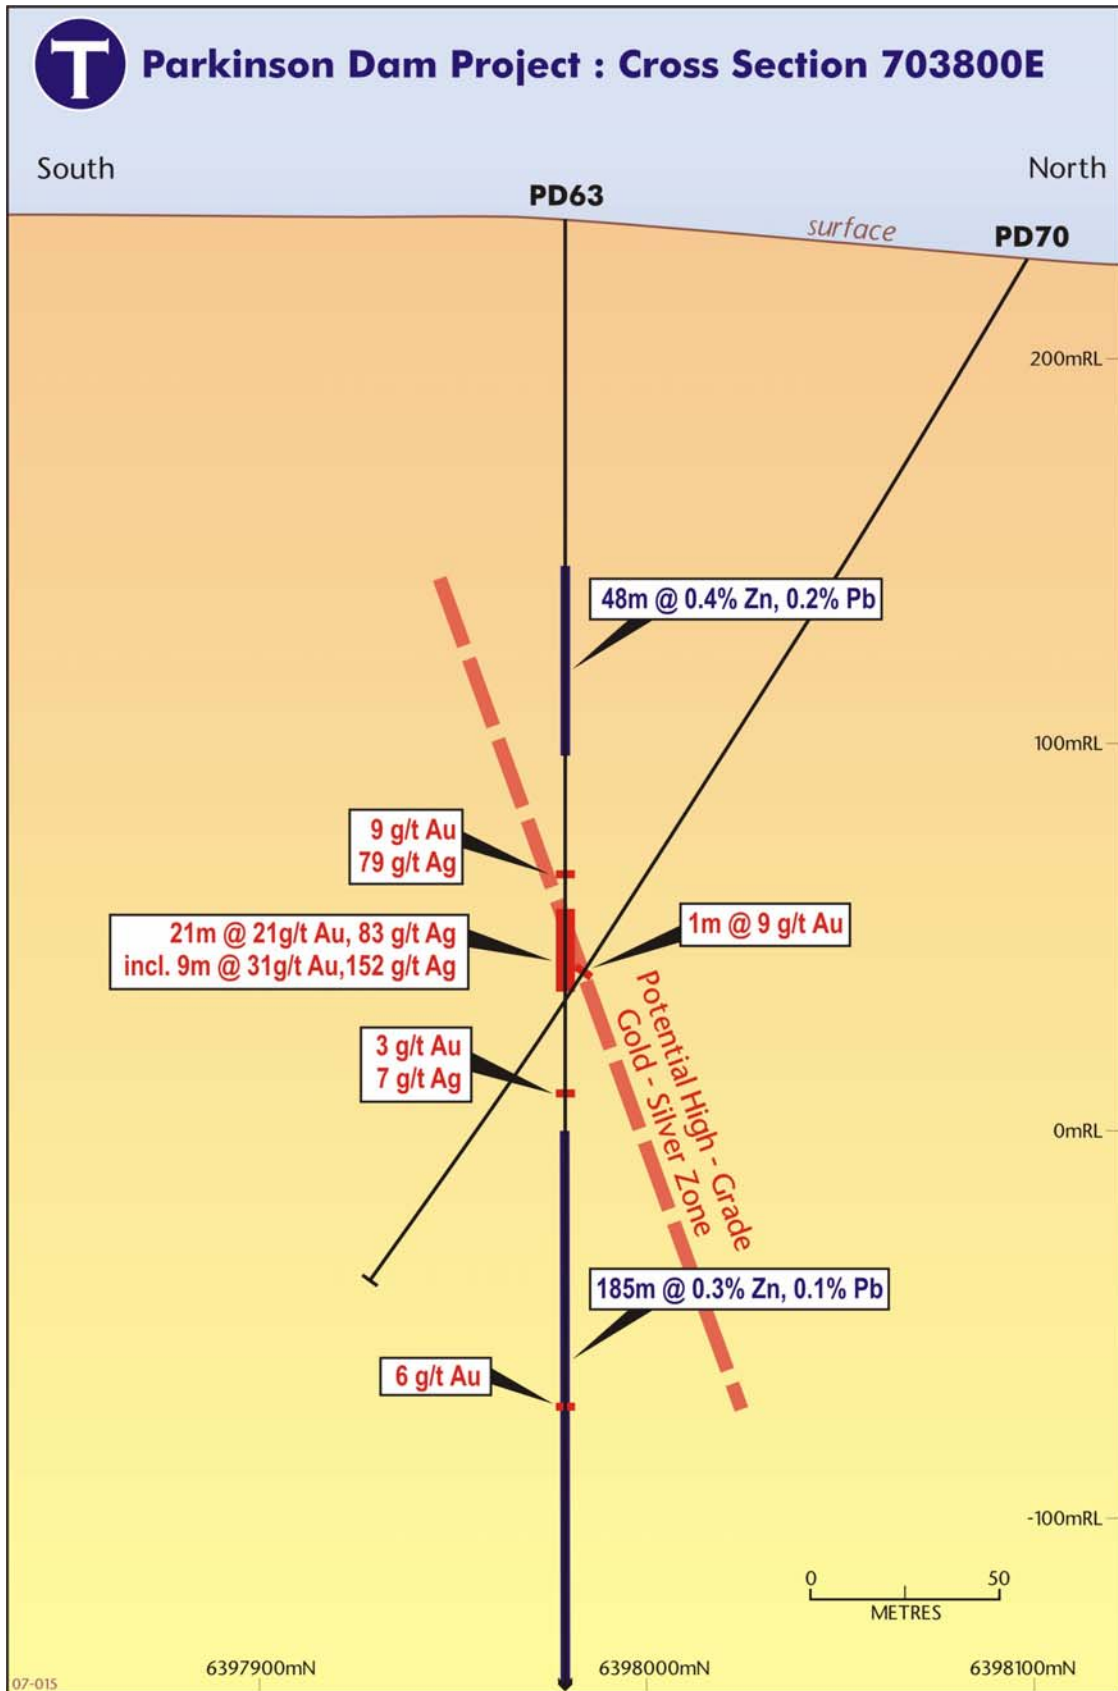 T Parkinson Dam Project : Cross Section 703800E
South
North
PD63
surface
PD70
200mRL
48m @ 0.4% Zn, 0.2% Pb
100mRL
9 g/t Au
79 g/t Ag
21m @ 21g/t Au, 83 g/t Ag
incl. 9m @ 31g/t Au,152 g/t Ag
1m @ 9 g/t Au
Potential High - Grade
Gold - Silver Zone
3 g/t Au
7 g/t Ag
0mRL
185m @ 0.3% Zn, 0.1% Pb
6 g/t Au
-100mRL
0 50
METRES
6397900mN 6398000mN 6398100mN
07-015